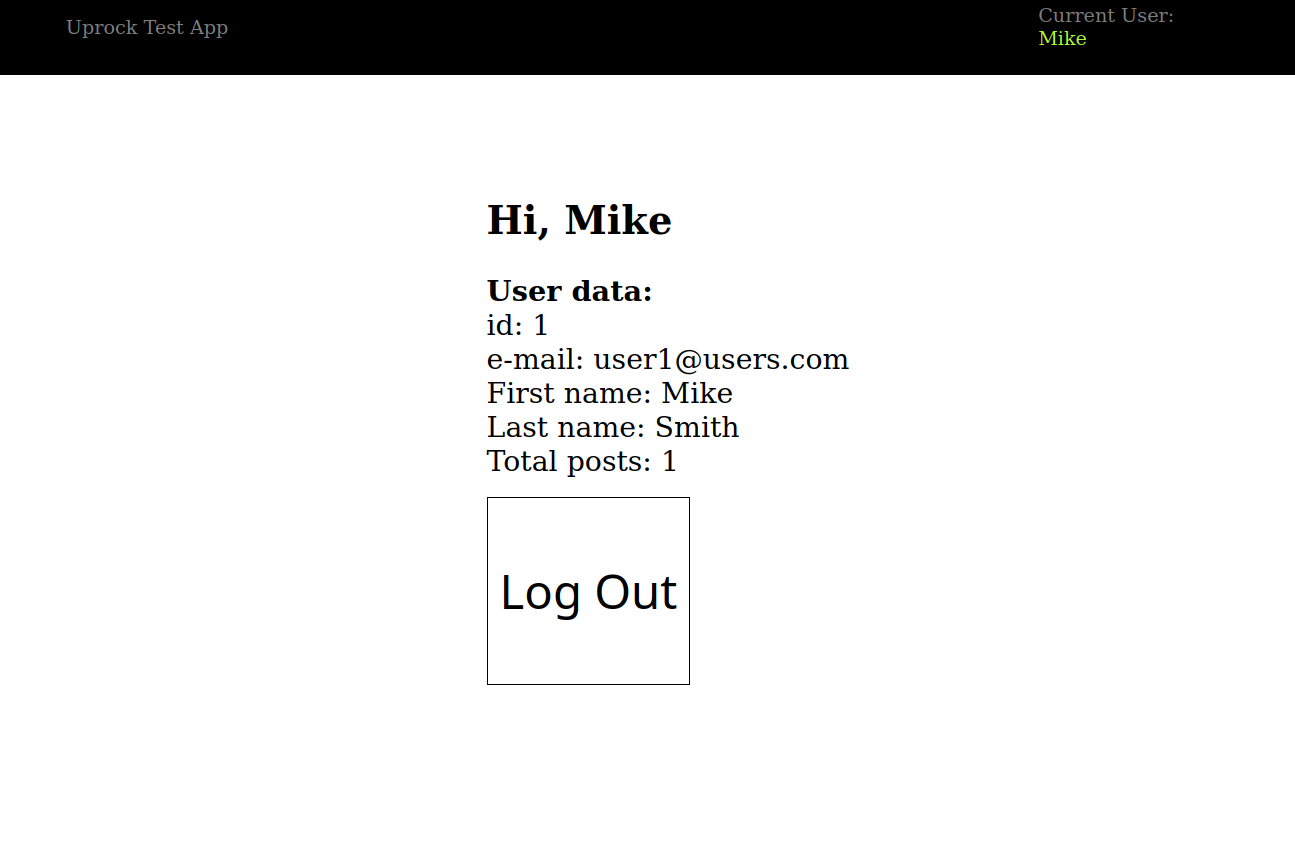 Uprock Test App
Current User:
Mike
Hi, Mike
User data:
id: 1
e-mail: user1@users.com
First name: Mike
Last name: Smith
Total posts: 1
Log Out